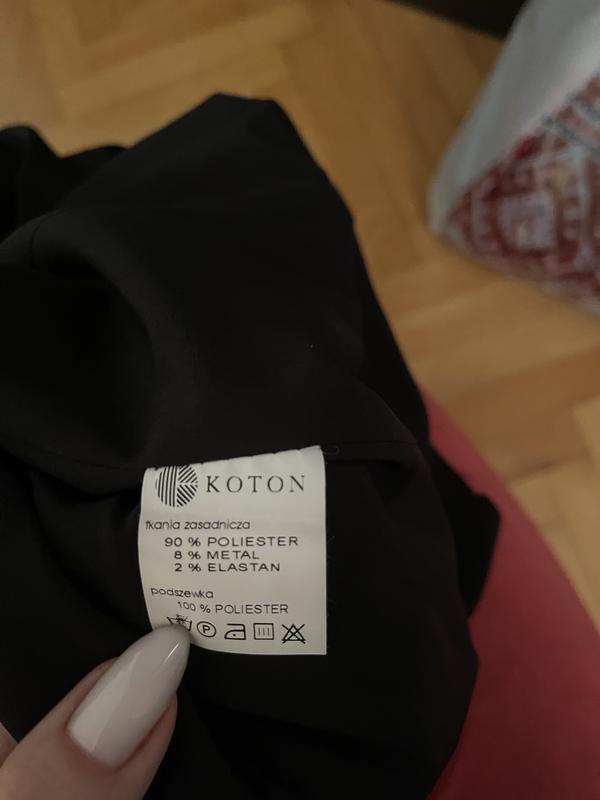 KOTON
tkania zasadnicza
90 % POLIESTER
8 % METAL
2 % ELASTAN
podszewka
100 % POLIESTER
P